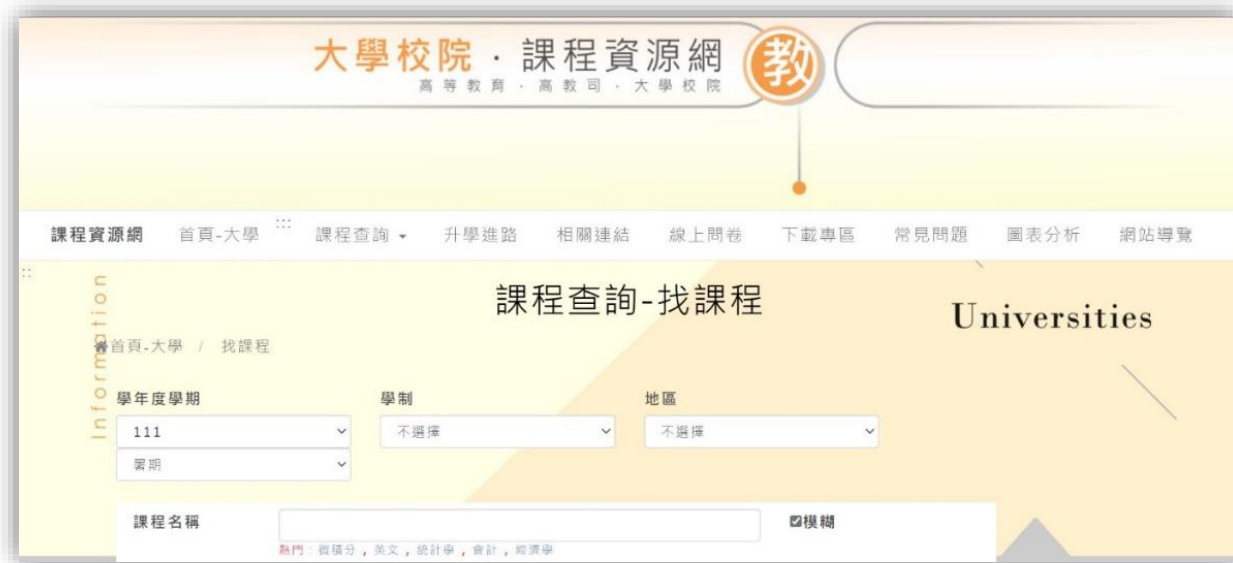 大學校院．課程資源網
教
高等教育．高教司．大學校院
課程資源網 首頁-大學 ::: 課程查詢 升學進路 相關連結 線上問卷 下載專區 常見問題 圖表分析 網站導覽
::
Information
課程查詢-找課程
Universities
首頁-大學 / 找課程
學年度學期 學制 地區
111 不選擇 不選擇
暑期
課程名稱 模糊
熱門：微積分，英文，統計學，會計，經濟學